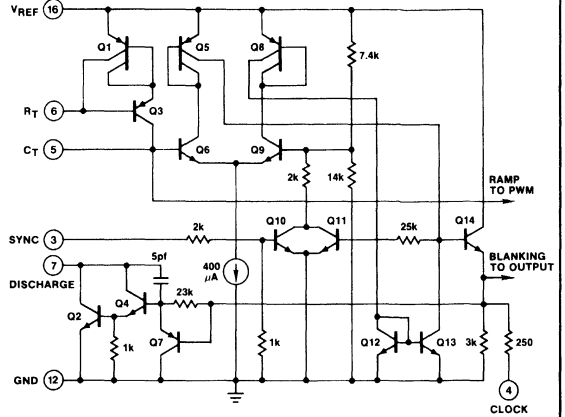 VREF 16
Q1
Q5
Q8
7.4k
RT 6
Q3
CT 5
Q6
Q9
2k
14k
RAMP
TO PWM
Q10
Q11
Q14
2k
25k
SYNC 3
7
DISCHARGE
5pf
400
µA
BLANKING
TO OUTPUT
Q4
23k
Q2
1k
Q7
1k
Q12
Q13
3k
250
GND 12
4
CLOCK